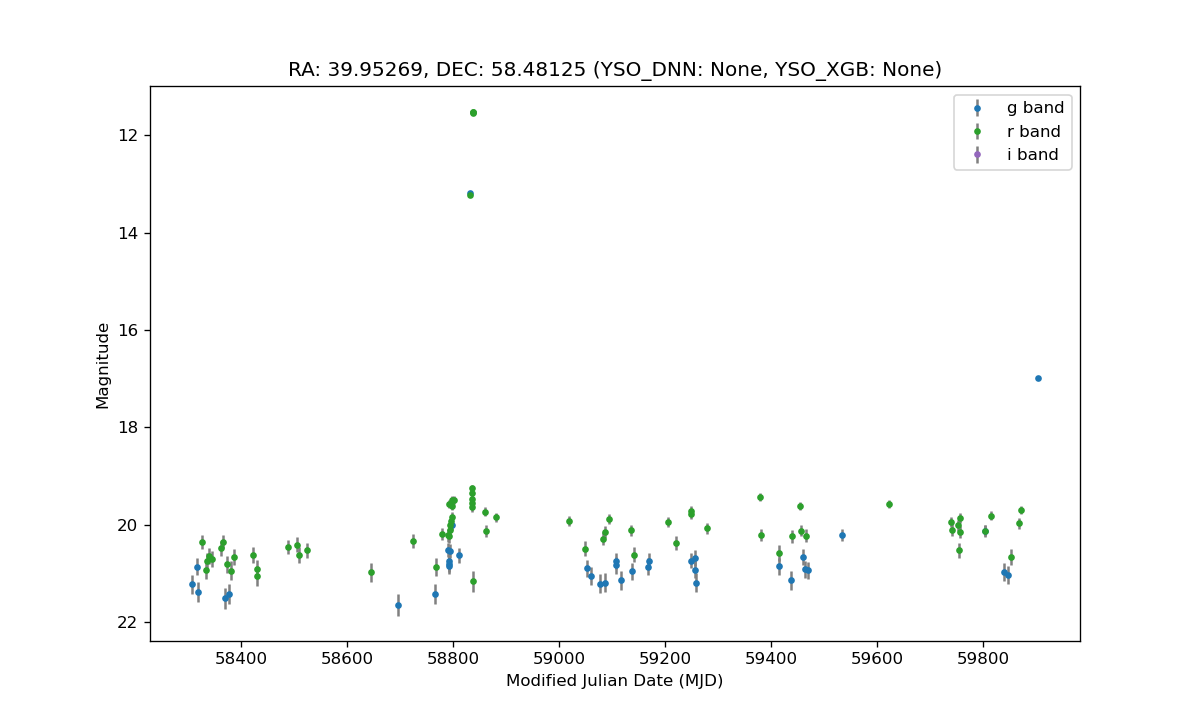 RA: 39.95269, DEC: 58.48125 (YSO_DNN: None, YSO_XGB: None)
g band
r band
i band
12
14
16
18
20
22
Magnitude
58400 58600 58800 59000 59200 59400 59600 59800
Modified Julian Date (MJD)